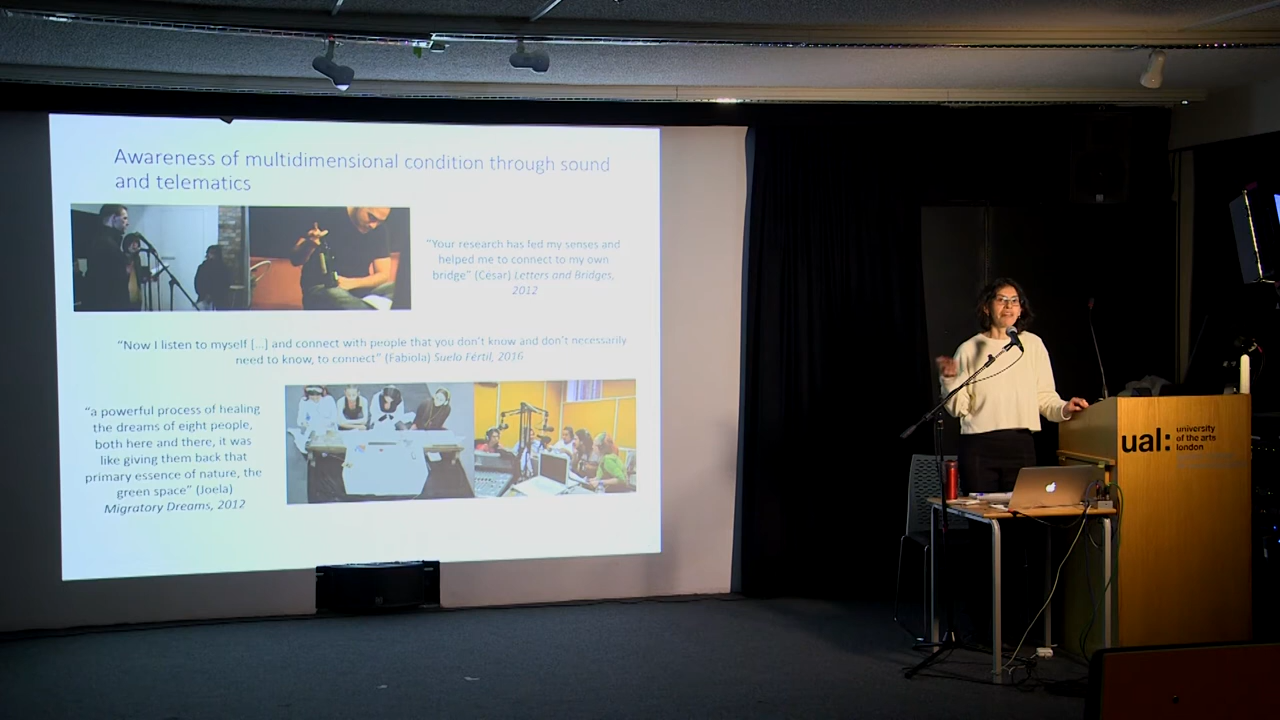 Awareness of multidimensional condition through sound
and telematics
"Your research has fed my senses and
helped me to connect to my own
bridge" (César) Letters and Bridges,
2012
"Now I listen to myself [...] and connect with people that you don't know and don't necessarily
need to know, to connect" (Fabiola) Suelo Fértil, 2016
"a powerful process of healing
the dreams of eight people,
both here and there, it was
like giving them back that
primary essence of nature, the
green space" (Joela)
Migratory Dreams, 2012
ual:
university
of the arts
london